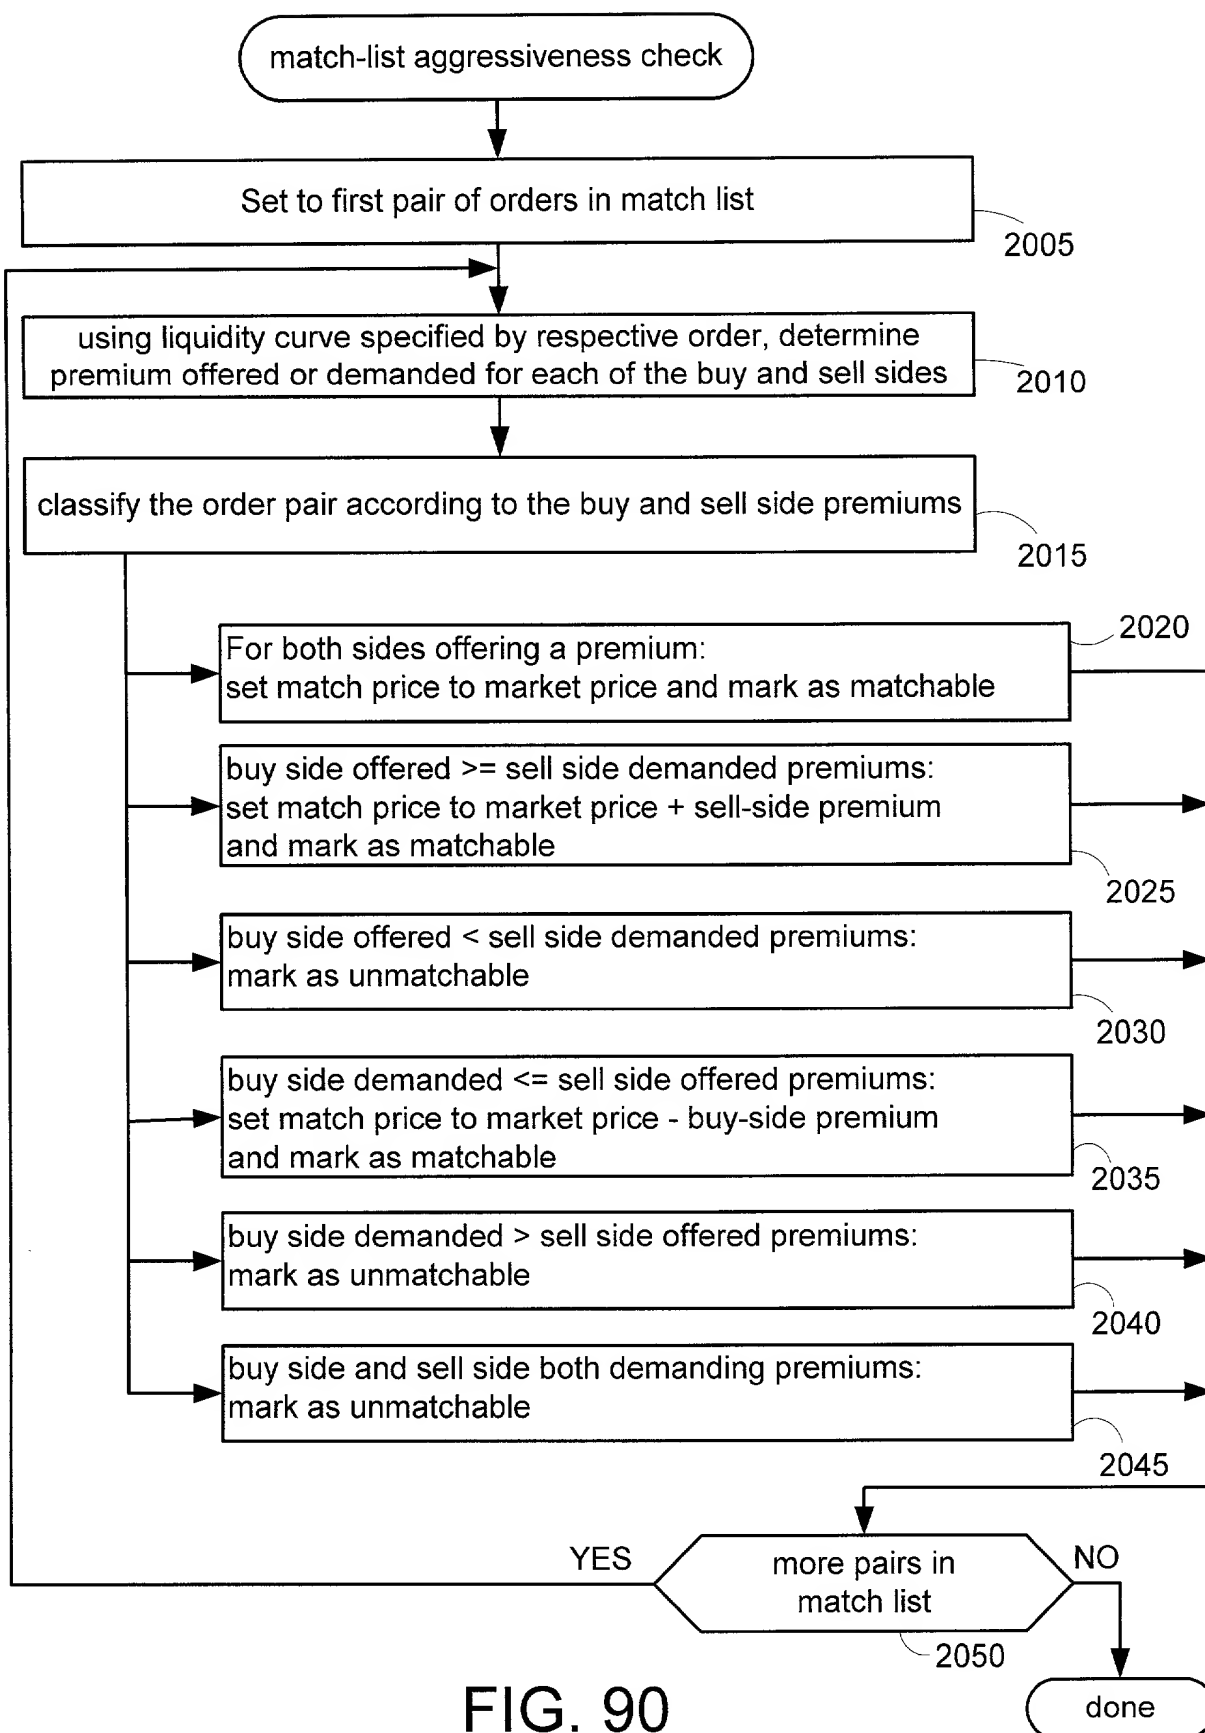 match-list aggressiveness check
Set to first pair of orders in match list
2005
using liquidity curve specified by respective order, determine
premium offered or demanded for each of the buy and sell sides
2010
classify the order pair according to the buy and sell side premiums
2015
2020
For both sides offering a premium:
set match price to market price and mark as matchable
buy side offered >= sell side demanded premiums:
set match price to market price + sell-side premium
and mark as matchable
2025
buy side offered < sell side demanded premiums:
mark as unmatchable
2030
buy side demanded <= sell side offered premiums:
set match price to market price - buy-side premium
and mark as matchable
2035
buy side demanded > sell side offered premiums:
mark as unmatchable
2040
buy side and sell side both demanding premiums:
mark as unmatchable
2045
YES
more pairs in
match list
NO
2050
done
FIG. 90